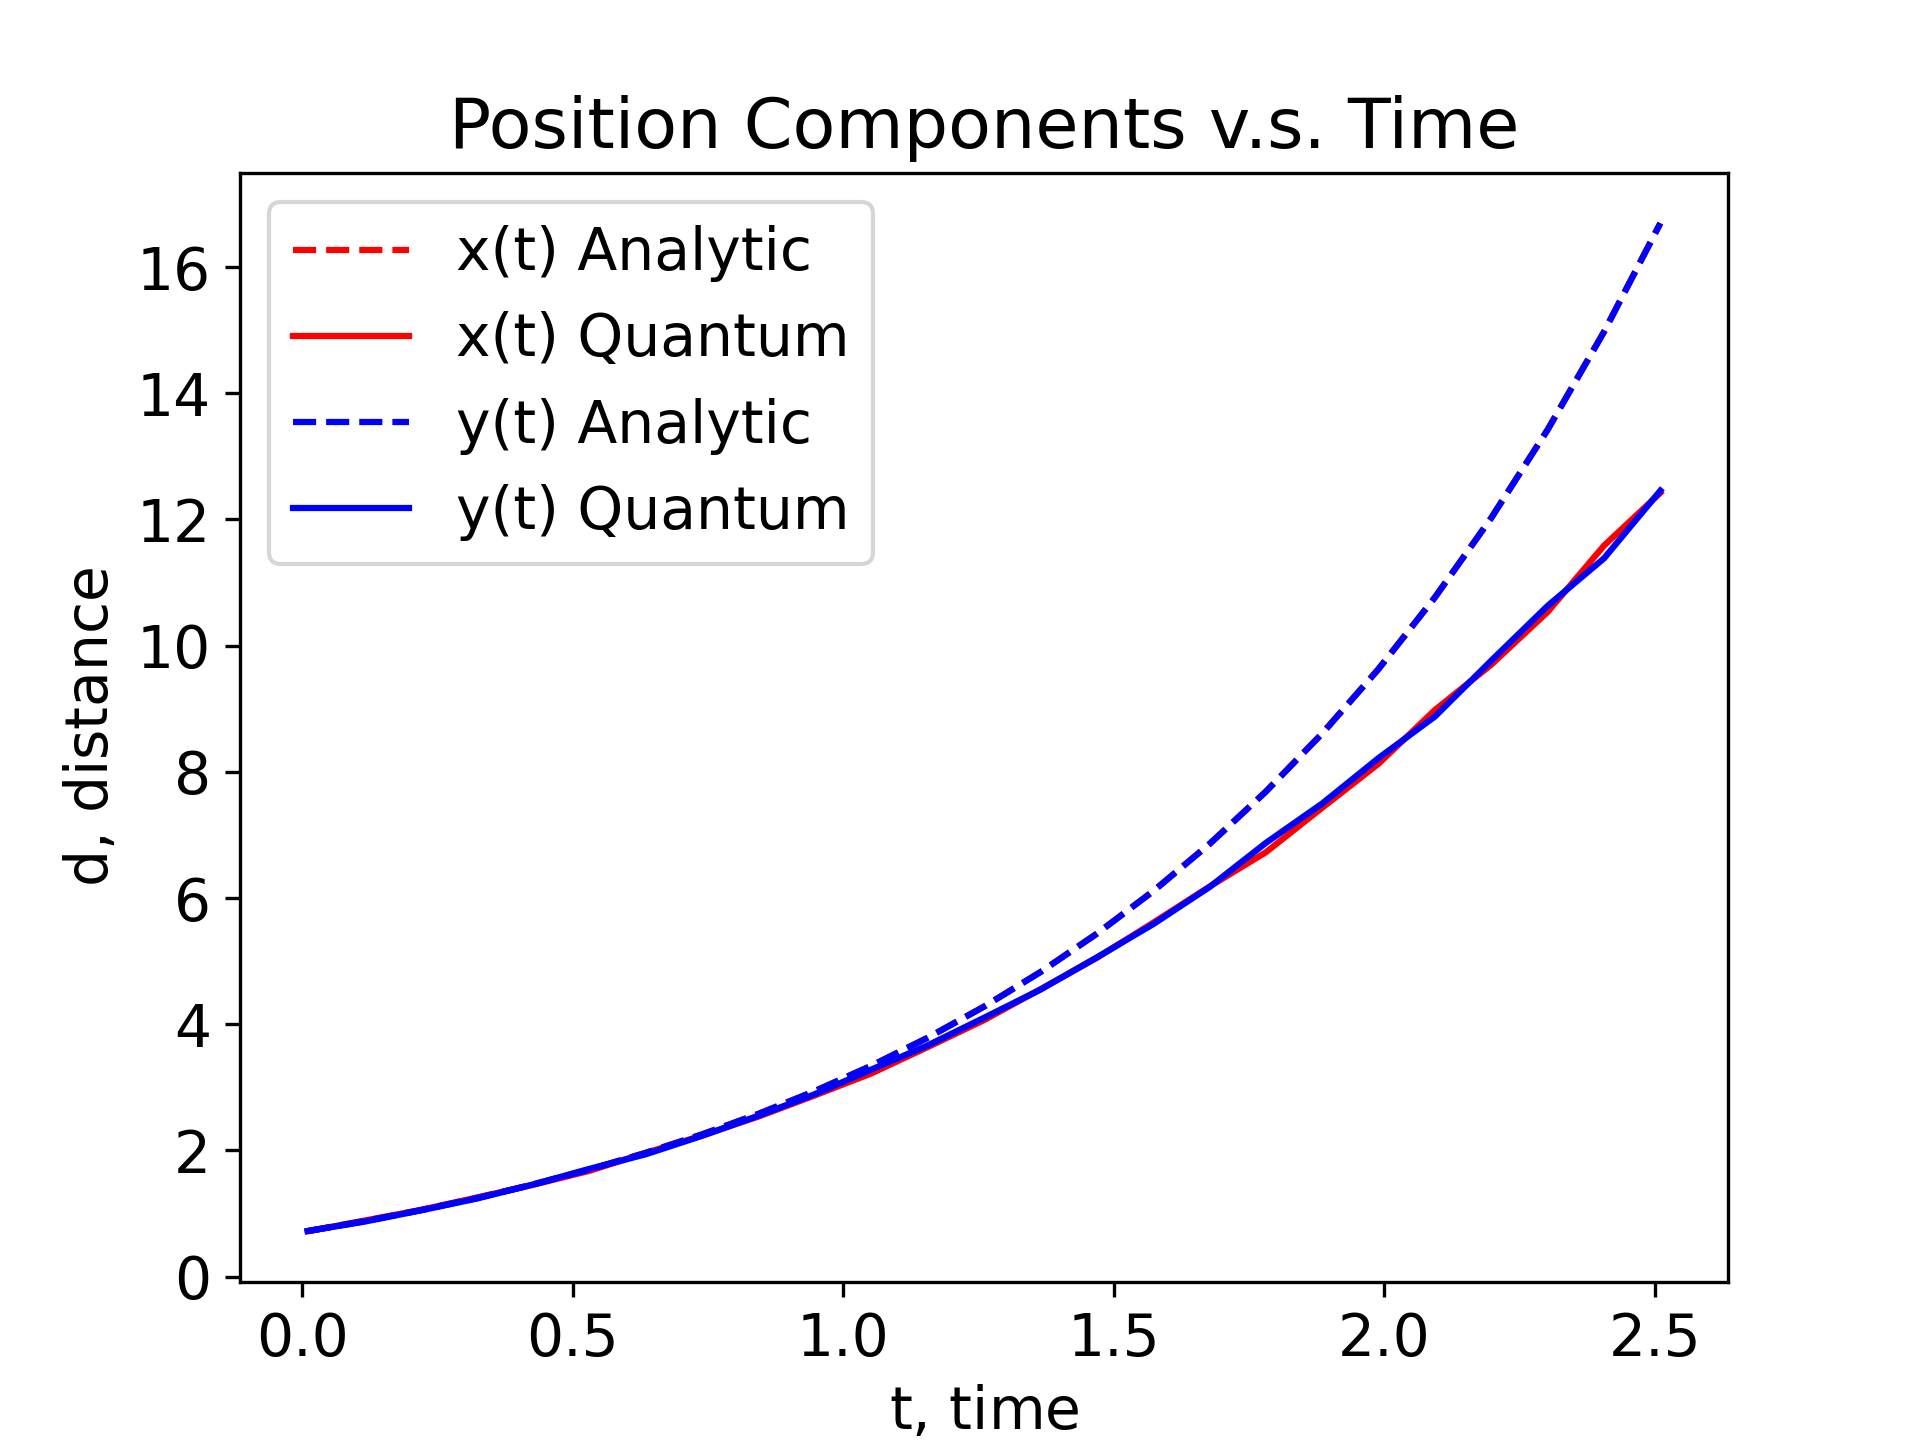 Position Components v.s. Time
x(t) Analytic
x(t) Quantum
y(t) Analytic
y(t) Quantum
d, distance
16
14
12
10
8
6
4
2
0
0.0 0.5 1.0 1.5 2.0 2.5
t, time